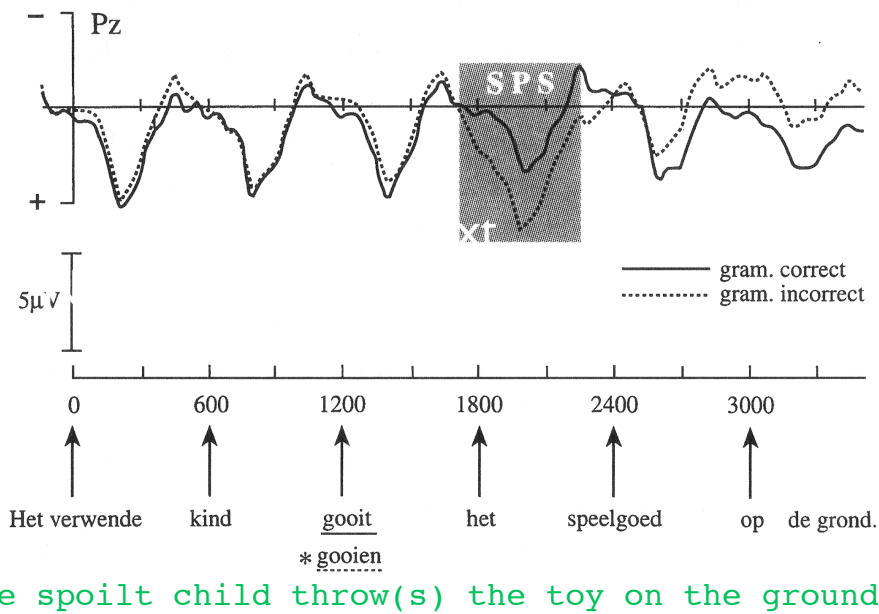 − Pz
SPS
+
xt
5µV
gram. correct
gram. incorrect
0 600 1200 1800 2400 3000
Het verwende kind gooit het speelgoed op de grond.
* gooien
e spoilt child throw(s) the toy on the ground